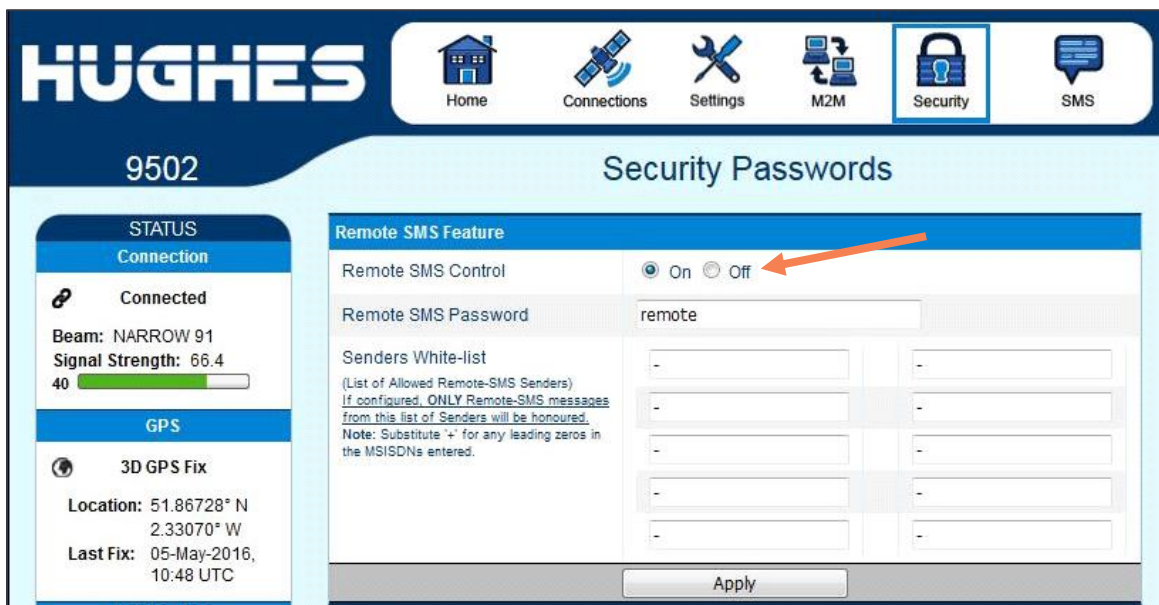 HUGHES
Home
Connections
Settings
M2M
Security
SMS
9502
Security Passwords
STATUS
Connection
Connected
Beam: NARROW 91
Signal Strength: 66.4
40
GPS
3D GPS Fix
Location: 51.86728° N
2.33070° W
Last Fix: 05-May-2016,
10:48 UTC
Remote SMS Feature
Remote SMS Control On Off
Remote SMS Password remote
Senders White-list
(List of Allowed Remote-SMS Senders)
If configured, ONLY Remote-SMS messages
from this list of Senders will be honoured.
Note: Substitute '+' for any leading zeros in
the MSISDNs entered.
- -
- -
- -
- -
- -
Apply